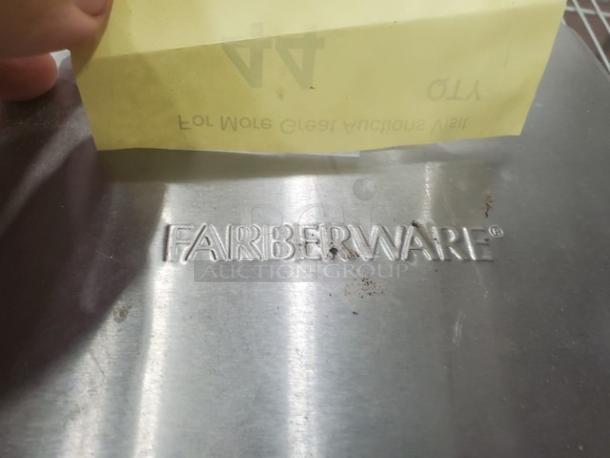 44
QTY
For More Great Auctions Visit
FARBERWARE®
AUCTION GROUP